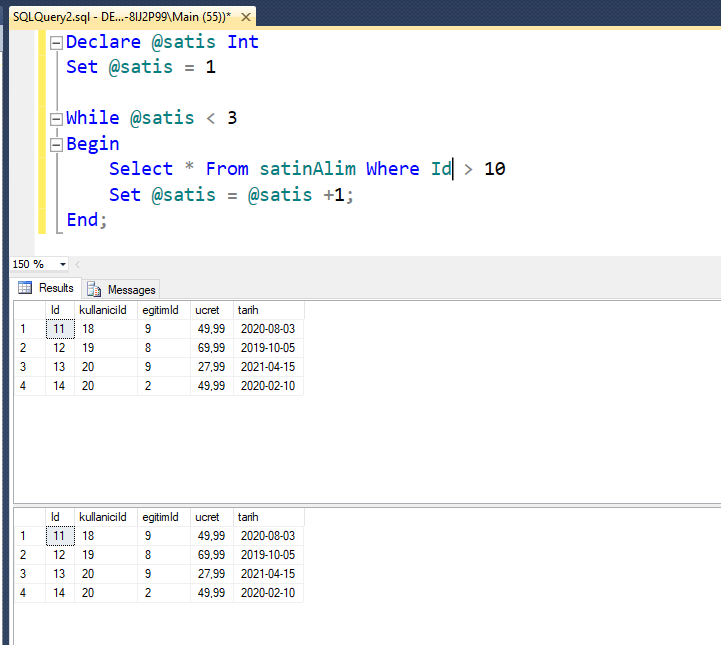 SQLQuery2.sql - DE...-8IJ2P99\Main (55))* ✕
Declare @satis Int
Set @satis = 1
While @satis < 3
Begin
Select * From satinAlim Where Id > 10
Set @satis = @satis +1;
End;
150 %
Results Messages
Id kullaniciId egitimId ucret tarih
1 11 18 9 49,99 2020-08-03
2 12 19 8 69,99 2019-10-05
3 13 20 9 27,99 2021-04-15
4 14 20 2 49,99 2020-02-10
Id kullaniciId egitimId ucret tarih
1 11 18 9 49,99 2020-08-03
2 12 19 8 69,99 2019-10-05
3 13 20 9 27,99 2021-04-15
4 14 20 2 49,99 2020-02-10